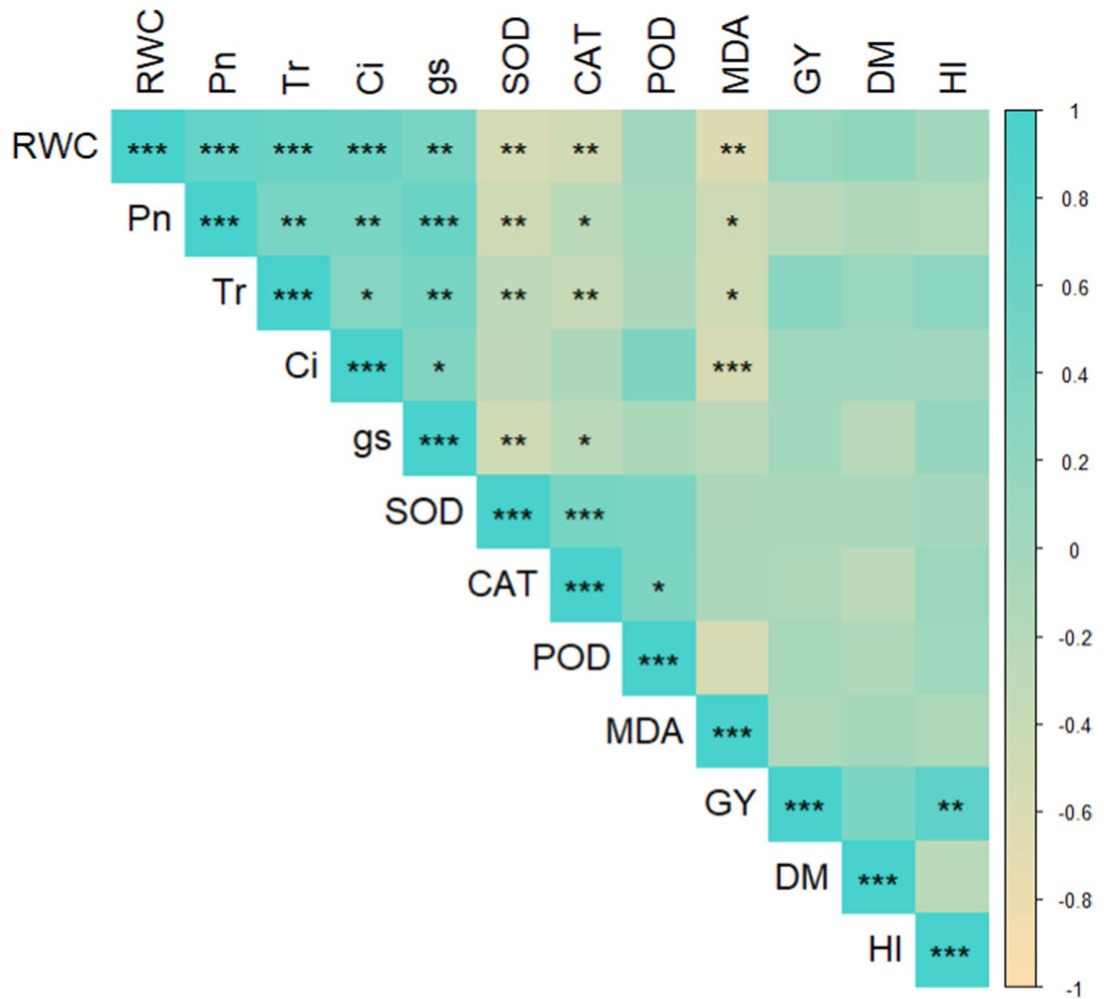 RWC Pn Tr Ci gs SOD CAT POD MDA GY DM HI
RWC *** *** *** *** ** ** ** **
Pn *** ** ** *** ** * *
Tr *** * ** ** ** *
Ci *** * ***
gs *** ** *
SOD *** ***
CAT *** *
POD ***
MDA ***
GY *** **
DM ***
HI ***
1
0.8
0.6
0.4
0.2
0
-0.2
-0.4
-0.6
-0.8
-1